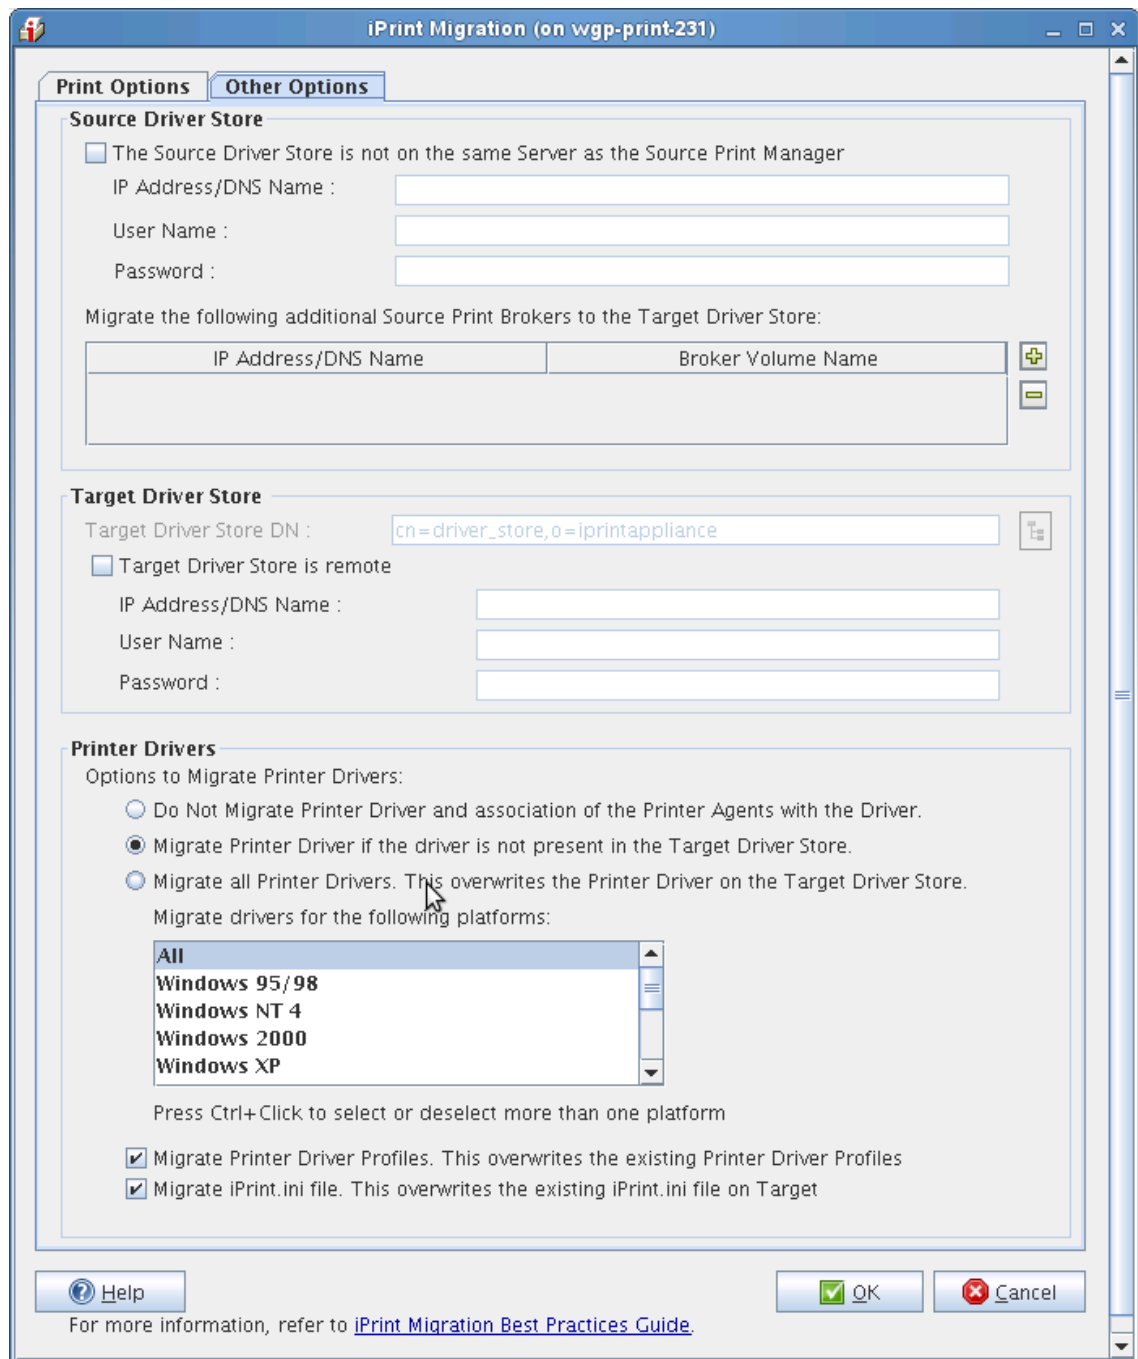 iPrint Migration (on wgp-print-231)
Print Options
Other Options
Source Driver Store
The Source Driver Store is not on the same Server as the Source Print Manager
IP Address/DNS Name :
User Name :
Password :
Migrate the following additional Source Print Brokers to the Target Driver Store:
IP Address/DNS Name
Broker Volume Name
Target Driver Store
Target Driver Store DN :
cn=driver_store,o=iprintappliance
Target Driver Store is remote
IP Address/DNS Name :
User Name :
Password :
Printer Drivers
Options to Migrate Printer Drivers:
Do Not Migrate Printer Driver and association of the Printer Agents with the Driver.
Migrate Printer Driver if the driver is not present in the Target Driver Store.
Migrate all Printer Drivers. This overwrites the Printer Driver on the Target Driver Store.
Migrate drivers for the following platforms:
All
Windows 95/98
Windows NT 4
Windows 2000
Windows XP
Press Ctrl+Click to select or deselect more than one platform
Migrate Printer Driver Profiles. This overwrites the existing Printer Driver Profiles
Migrate iPrint.ini file. This overwrites the existing iPrint.ini file on Target
Help
OK
Cancel
For more information, refer to iPrint Migration Best Practices Guide.